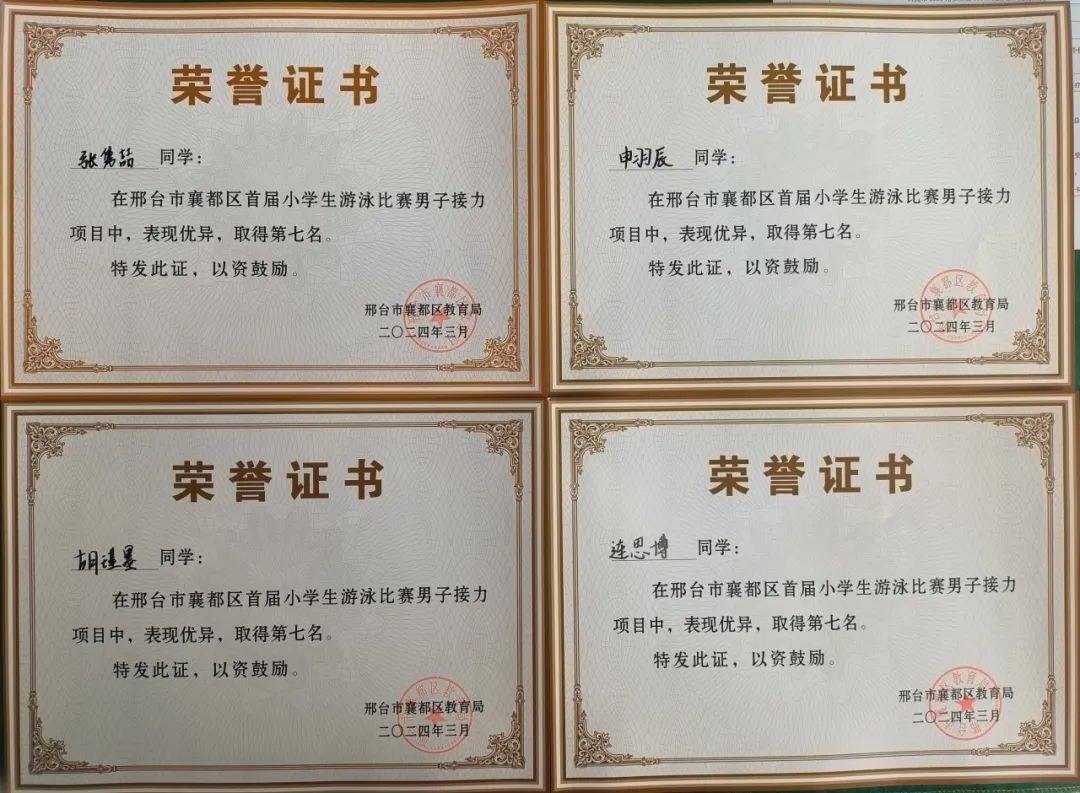 荣誉证书
张 同学：
在邢台市襄都区首届小学生游泳比赛男子接力
项目中，表现优异，取得第七名。
特发此证，以资鼓励。
邢台市襄都区教育局
二〇二四年三月
荣誉证书
申羽辰 同学：
在邢台市襄都区首届小学生游泳比赛男子接力
项目中，表现优异，取得第七名。
特发此证，以资鼓励。
邢台市襄都区教育局
二〇二四年三月
荣誉证书
胡 同学：
在邢台市襄都区首届小学生游泳比赛男子接力
项目中，表现优异，取得第七名。
特发此证，以资鼓励。
邢台市襄都区教育局
二〇二四年三月
荣誉证书
连思博 同学：
在邢台市襄都区首届小学生游泳比赛男子接力
项目中，表现优异，取得第七名。
特发此证，以资鼓励。
邢台市襄都区教育局
二〇二四年三月